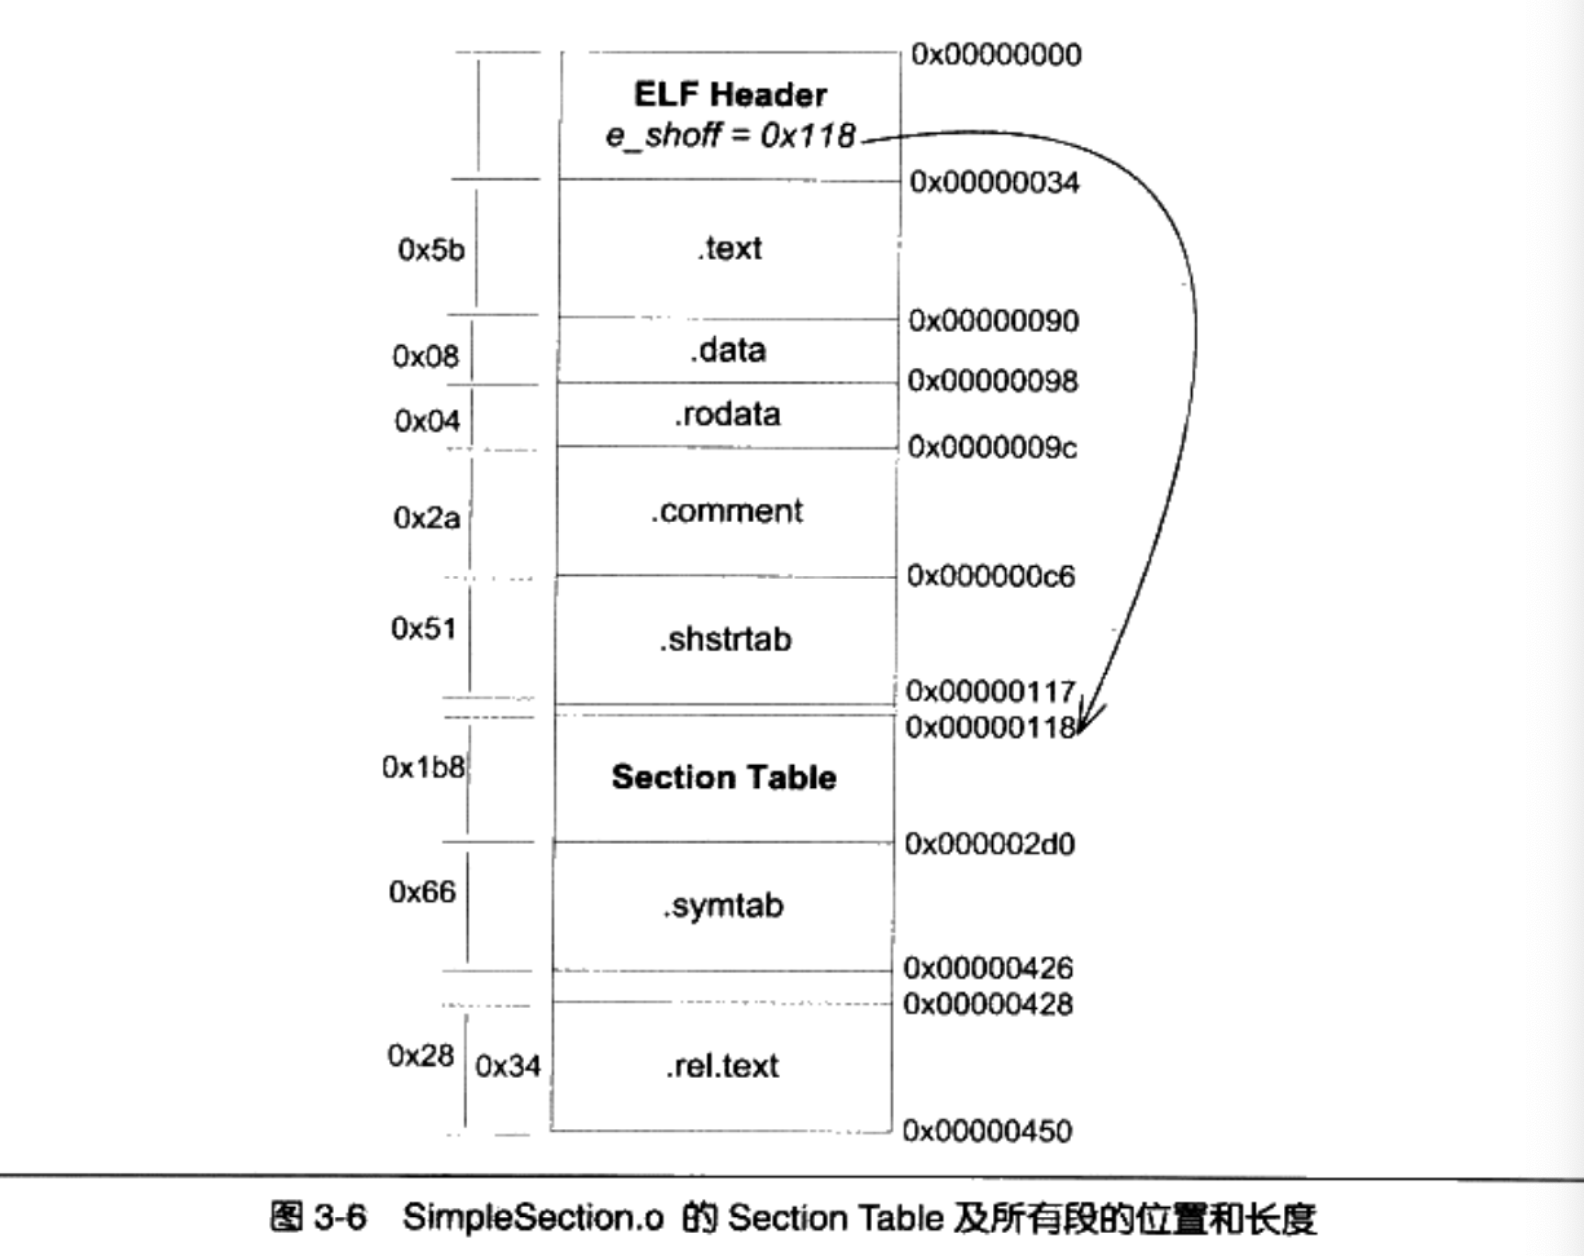 0x00000000
ELF Header
e_shoff = 0x118
0x00000034
0x5b
.text
0x00000090
0x08
.data
0x00000098
0x04
.rodata
0x0000009c
0x2a
.comment
0x000000c6
0x51
.shstrtab
0x00000117
0x00000118
0x1b8
Section Table
0x000002d0
0x66
.symtab
0x00000426
0x00000428
0x28
0x34
.rel.text
0x00000450
图 3-6 SimpleSection.o 的 Section Table 及所有段的位置和长度